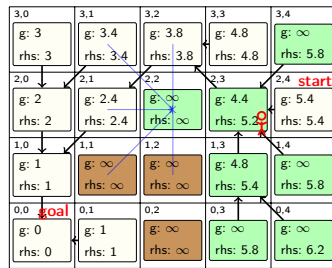 3,0 3,1 3,2 3,3 3,4
g: 3 g: 3.4 g: 3.8 g: 4.8 g: ∞
rhs: 3 rhs: 3.4 rhs: 3.8 rhs: 4.8 rhs: 5.8
2,0 2,1 2,2 2,3 2,4
start
g: 2 g: 2.4 g: ∞ g: 4.4 g: 5.4
rhs: 2 rhs: 2.4 rhs: ∞ rhs: 5.2 rhs: 5.4
1,0 1,1 1,2 1,3 1,4
g: 1 g: ∞ g: ∞ g: 4.8 g: 5.8
rhs: 1 rhs: ∞ rhs: ∞ rhs: 5.4 rhs: 5.8
0,0 0,1 0,2 0,3 0,4
goal
g: 0 g: 1 g: ∞ g: ∞ g: ∞
rhs: 0 rhs: 1 rhs: ∞ rhs: 5.8 rhs: 6.2